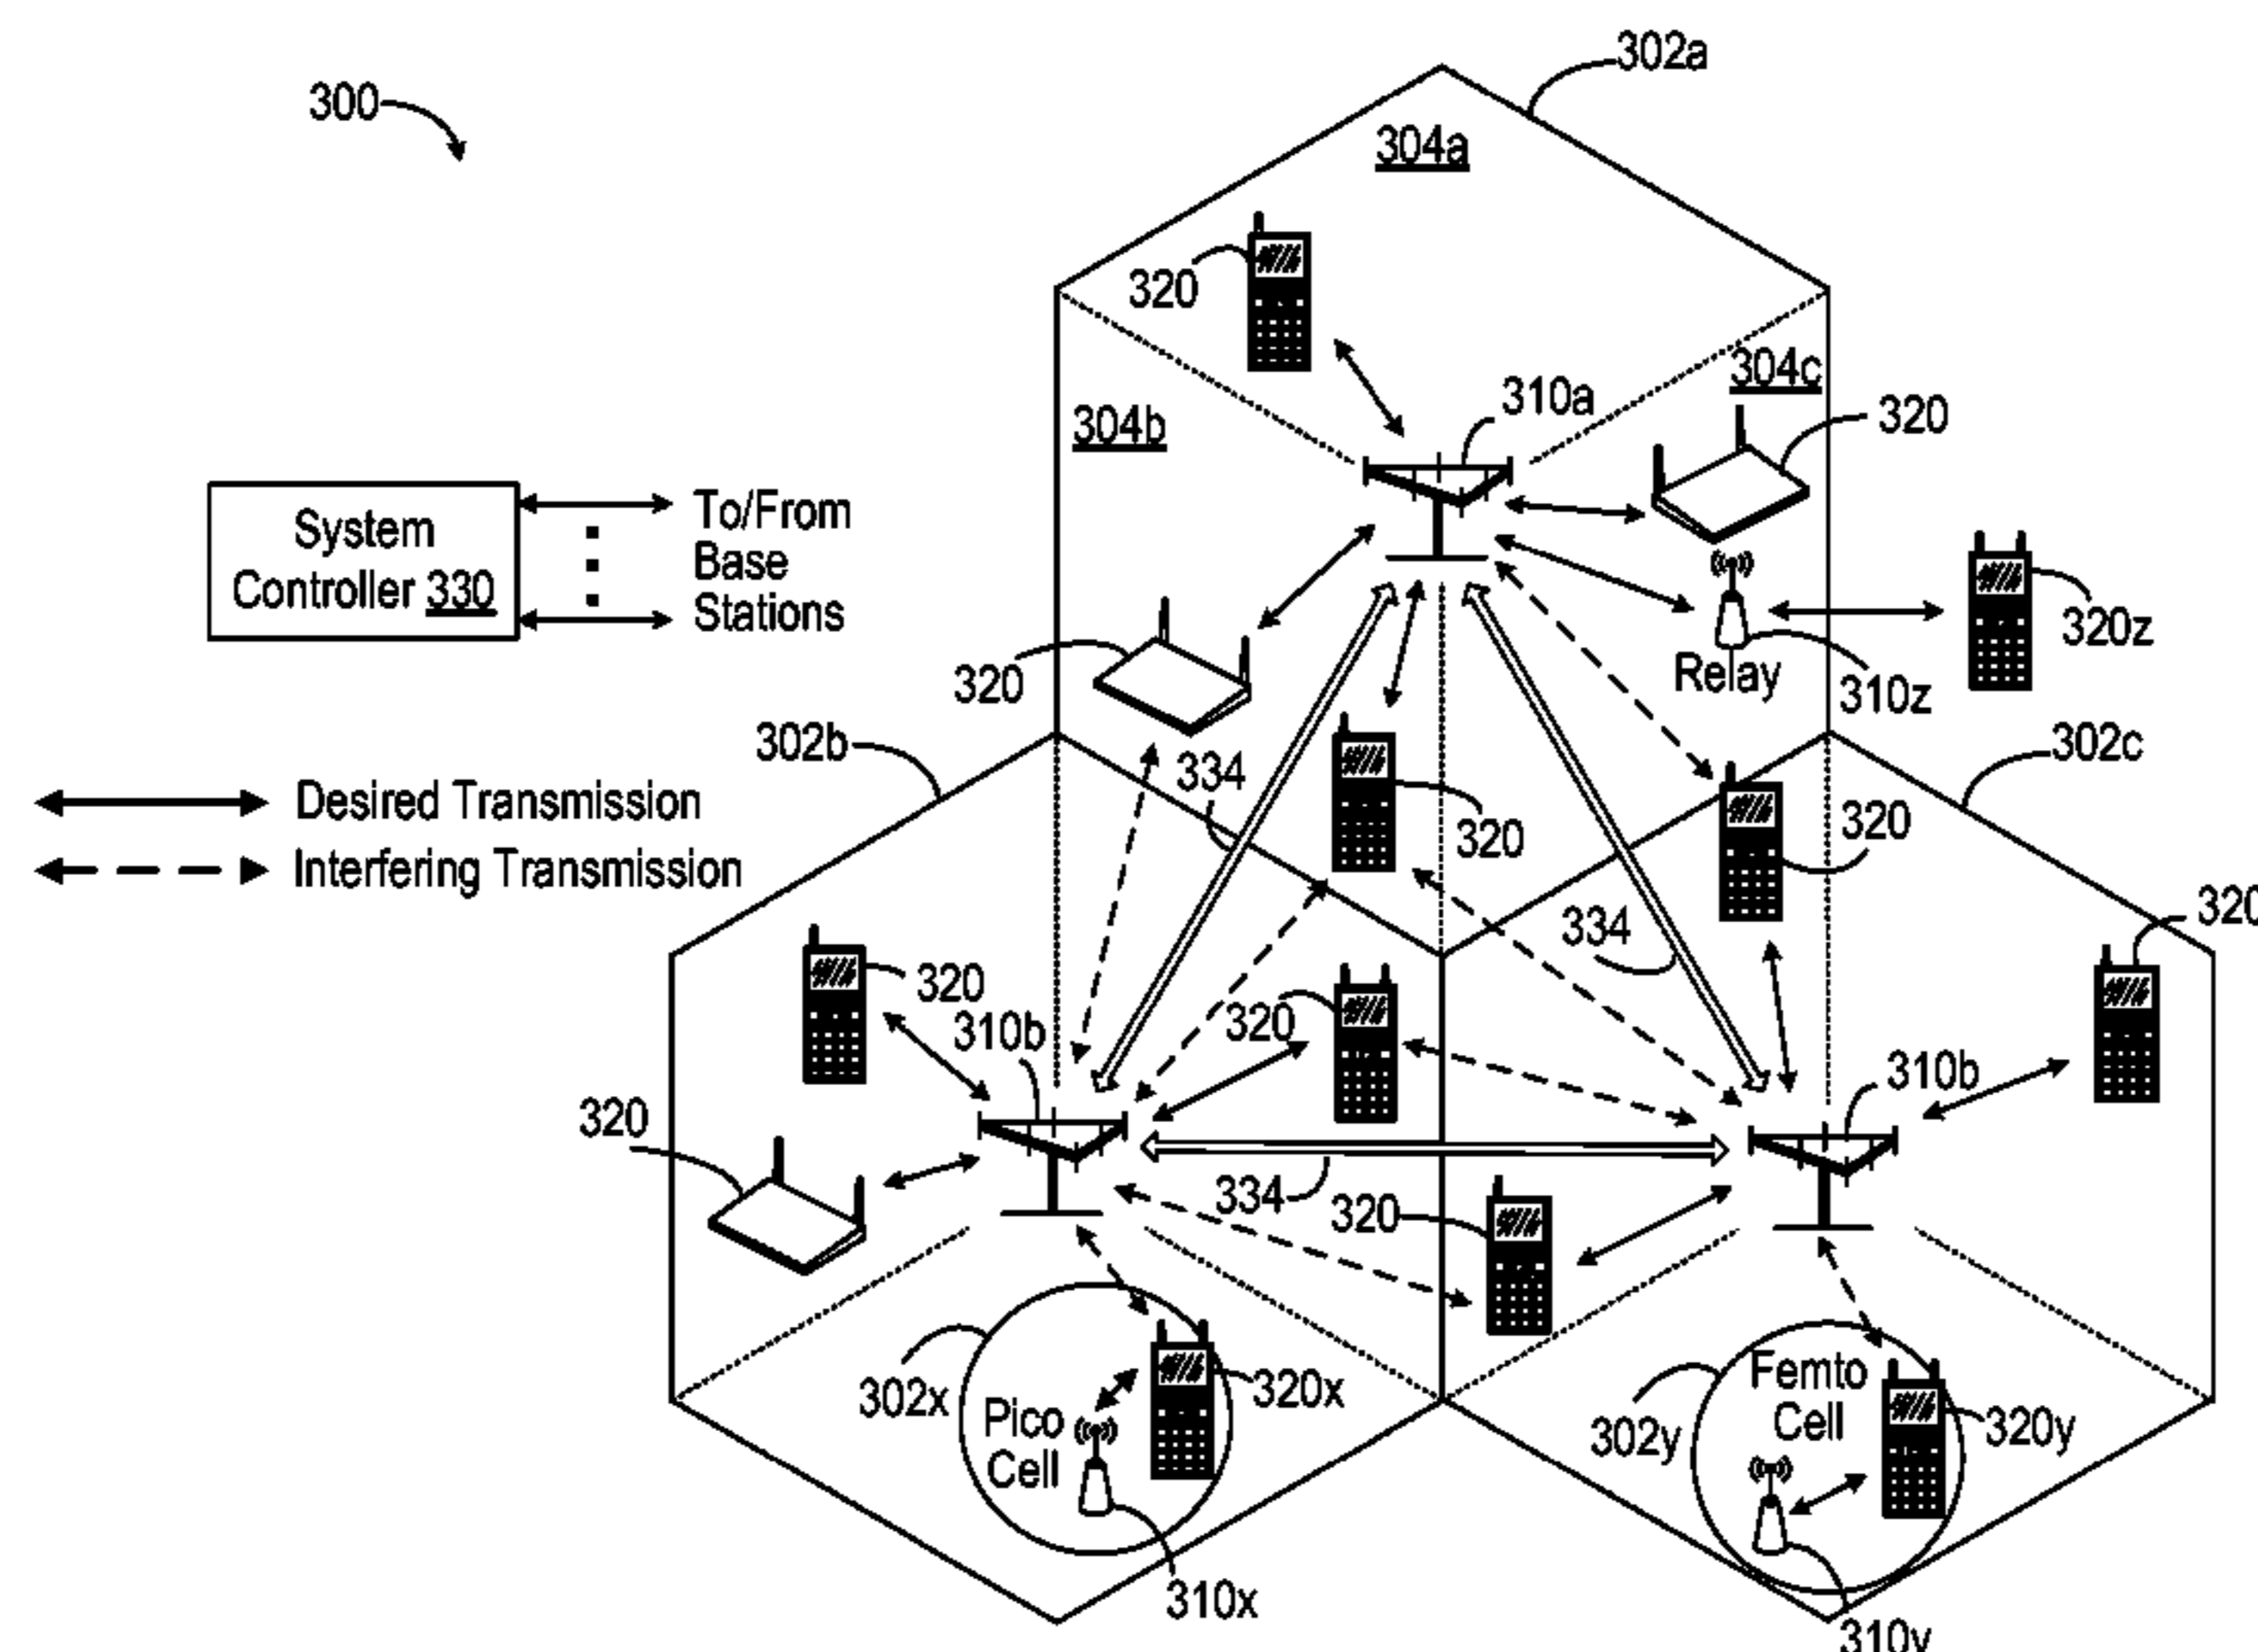 302a
300
304a
320
304c
310a
304b
320
System
Controller 330
To/From
Base
Stations
320z
320
Relay
310z
302b
334
302c
Desired Transmission
320
320
Interfering Transmission
320
334
320
310b
320
310b
320
334
320
302x
Pico
Cell
320x
Femto
Cell
302y
320y
310x
310y